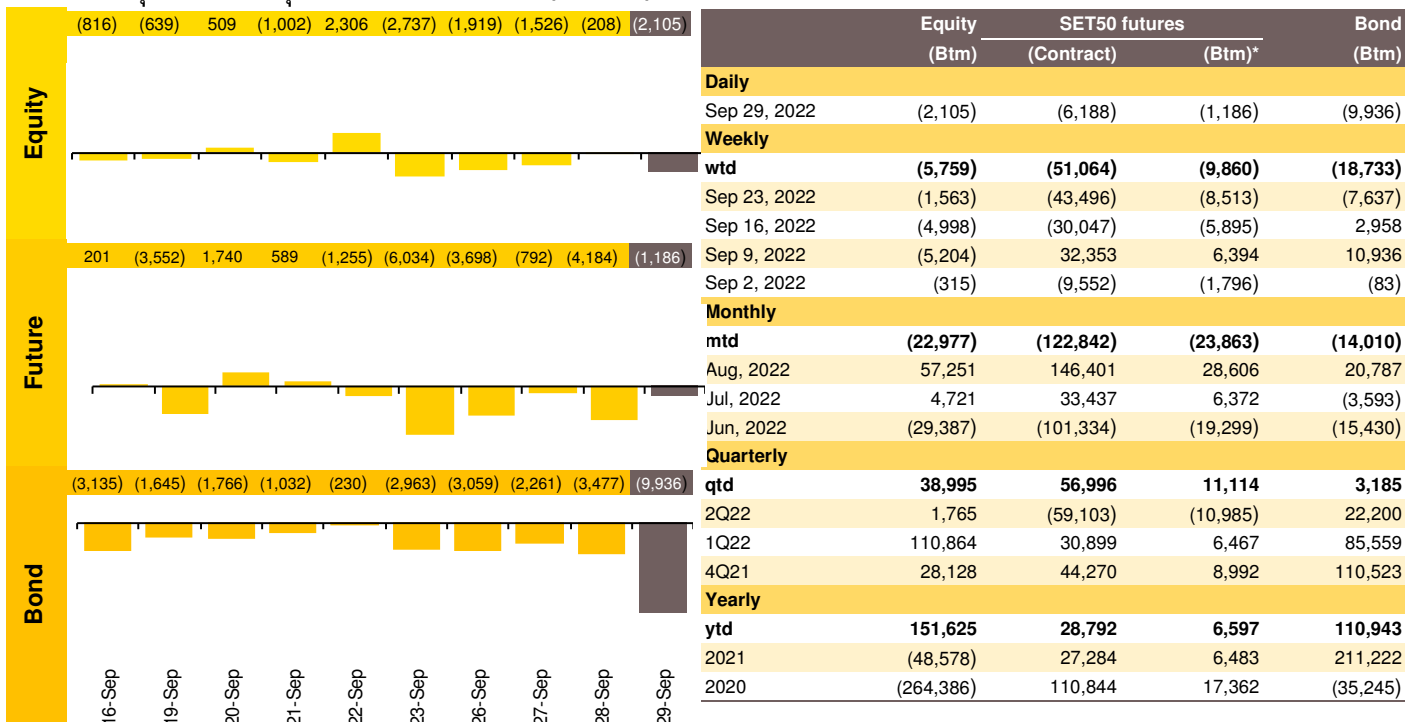 (816) (639) 509 (1,002) 2,306 (2,737) (1,919) (1,526) (208) (2,105)
Equity
201 (3,552) 1,740 589 (1,255) (6,034) (3,698) (792) (4,184) (1,186)
Future
(3,135) (1,645) (1,766) (1,032) (230) (2,963) (3,059) (2,261) (3,477) (9,936)
Bond
16-Sep 19-Sep 20-Sep 21-Sep 22-Sep 23-Sep 26-Sep 27-Sep 28-Sep 29-Sep
Equity SET50 futures Bond
(Btm) (Contract) (Btm)* (Btm)
Daily
Sep 29, 2022 (2,105) (6,188) (1,186) (9,936)
Weekly
wtd (5,759) (51,064) (9,860) (18,733)
Sep 23, 2022 (1,563) (43,496) (8,513) (7,637)
Sep 16, 2022 (4,998) (30,047) (5,895) 2,958
Sep 9, 2022 (5,204) 32,353 6,394 10,936
Sep 2, 2022 (315) (9,552) (1,796) (83)
Monthly
mtd (22,977) (122,842) (23,863) (14,010)
Aug, 2022 57,251 146,401 28,606 20,787
Jul, 2022 4,721 33,437 6,372 (3,593)
Jun, 2022 (29,387) (101,334) (19,299) (15,430)
Quarterly
qtd 38,995 56,996 11,114 3,185
2Q22 1,765 (59,103) (10,985) 22,200
1Q22 110,864 30,899 6,467 85,559
4Q21 28,128 44,270 8,992 110,523
Yearly
ytd 151,625 28,792 6,597 110,943
2021 (48,578) 27,284 6,483 211,222
2020 (264,386) 110,844 17,362 (35,245)